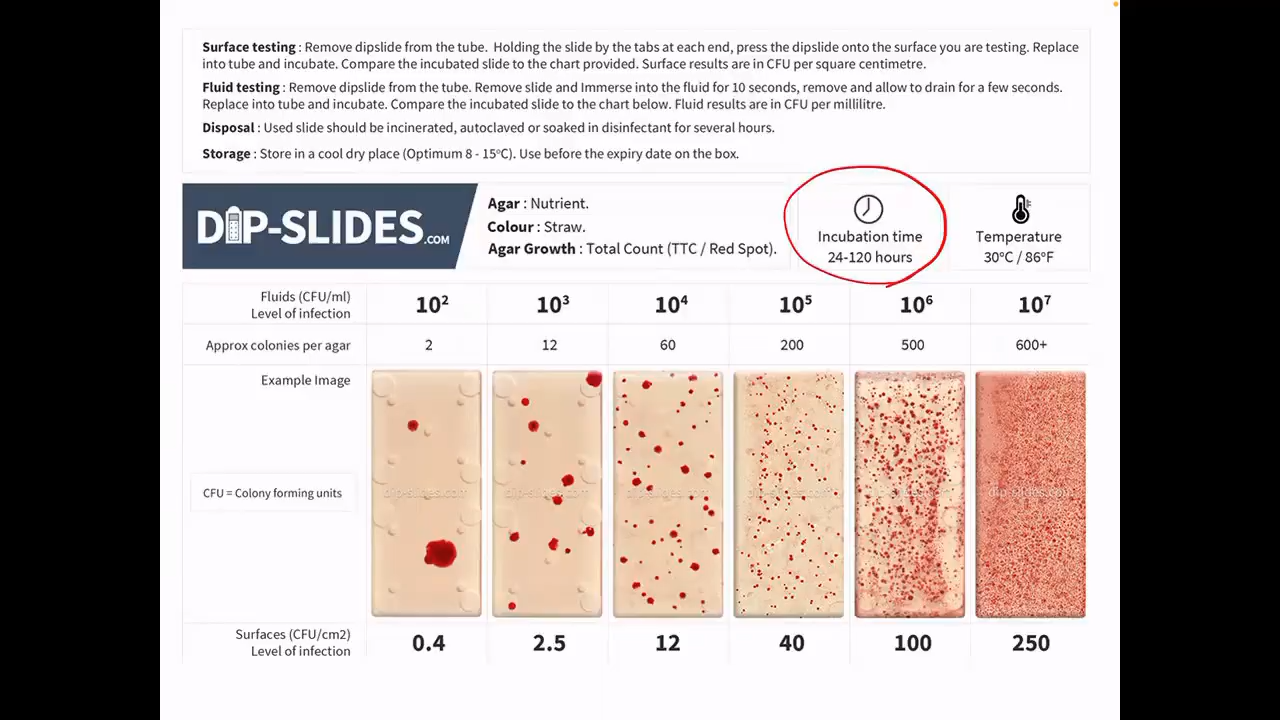 Surface testing : Remove dipslide from the tube. Holding the slide by the tabs at each end, press the dipslide onto the surface you are testing. Replace
into tube and incubate. Compare the incubated slide to the chart provided. Surface results are in CFU per square centimetre.
Fluid testing : Remove dipslide from the tube. Remove slide and Immerse into the fluid for 10 seconds, remove and allow to drain for a few seconds.
Replace into tube and incubate. Compare the incubated slide to the chart below. Fluid results are in CFU per millilitre.
Disposal : Used slide should be incinerated, autoclaved or soaked in disinfectant for several hours.
Storage : Store in a cool dry place (Optimum 8 - 15°C). Use before the expiry date on the box.
DIP-SLIDES.COM
Agar : Nutrient.
Colour : Straw.
Agar Growth : Total Count (TTC / Red Spot).
Incubation time
24-120 hours
Temperature
30°C / 86°F
Fluids (CFU/ml)
Level of infection
10² 10³ 10⁴ 10⁵ 10⁶ 10⁷
Approx colonies per agar 2 12 60 200 500 600+
Example Image
CFU = Colony forming units
dip-slides.com dip-slides.com dip-slides.com dip-slides.com dip-slides.com dip-slides.com
Surfaces (CFU/cm2)
Level of infection
0.4 2.5 12 40 100 250